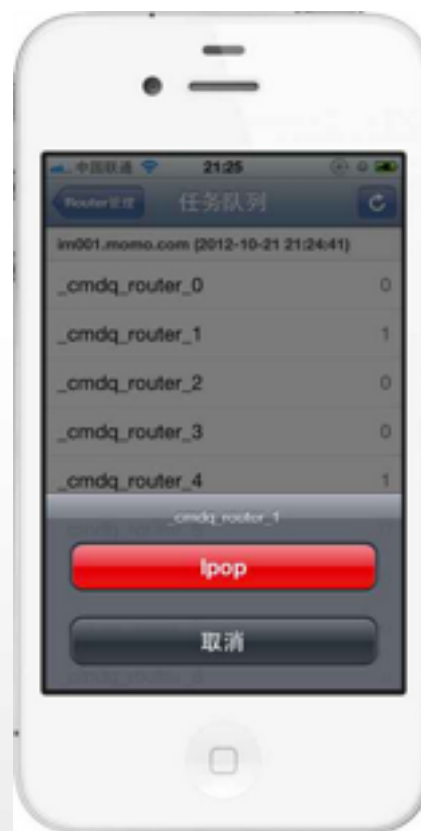 中国联通 21:25
Router管理 任务队列
im001.momo.com (2012-10-21 21:24:41)
_cmdq_router_0 0
_cmdq_router_1 1
_cmdq_router_2 0
_cmdq_router_3 0
_cmdq_router_4 1
_cmdq_router_1
lpop
取消